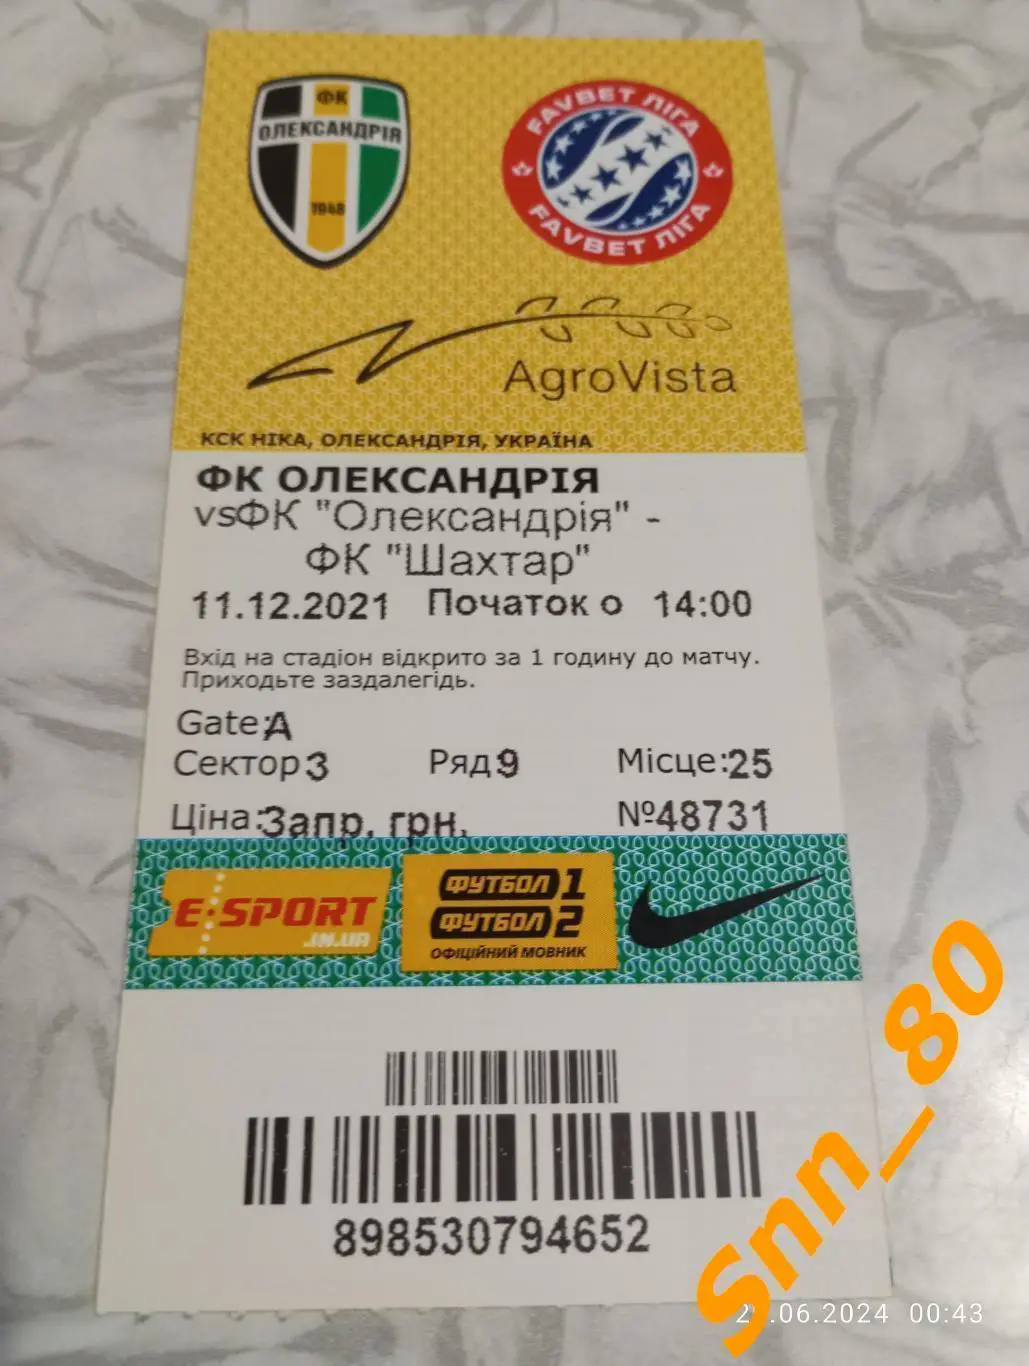 ФК
ОЛЕКСАНДРІЯ
1948
FAVBET ЛІГА
FAVBET ЛІГА
AgroVista
КСК НІКА, ОЛЕКСАНДРІЯ, УКРАЇНА
ФК ОЛЕКСАНДРІЯ
vsФК "Олександрія" -
ФК "Шахтар"
11.12.2021 Початок о 14:00
Вхід на стадіон відкрито за 1 годину до матчу.
Приходьте заздалегідь.
Gate:A
Сектор 3 Ряд 9 Місце:25
Ціна:Запр. грн. №48731
E·SPORT
.IN.UA
ФУТБОЛ 1
ФУТБОЛ 2
ОФІЦІЙНИЙ МОВНИК
898530794652
Snn_80
.06.2024 00:43